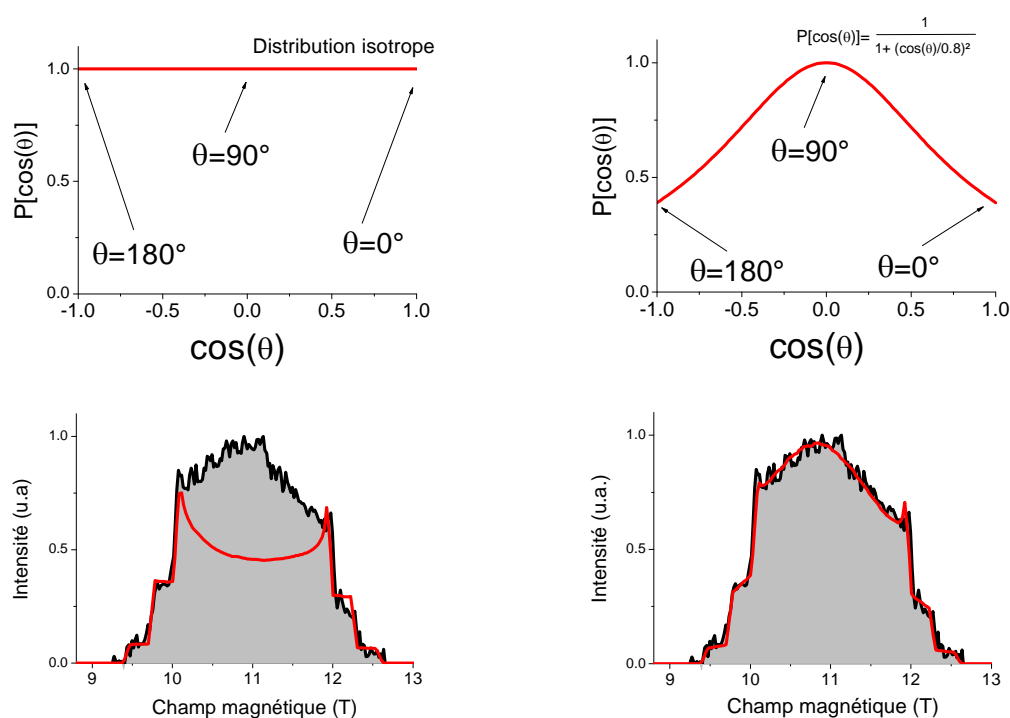 Distribution isotrope
P[cos(θ)]
1.0
0.5
0.0
θ=90°
θ=180°
θ=0°
-1.0 -0.5 0.0 0.5 1.0
cos(θ)
P[cos(θ)]= 1
1+ (cos(θ)/0.8)²
P[cos(θ)]
1.0
0.5
0.0
θ=90°
θ=180°
θ=0°
-1.0 -0.5 0.0 0.5 1.0
cos(θ)
Intensité (u.a)
1.0
0.5
0.0
9 10 11 12 13
Champ magnétique (T)
Intensité (u.a.)
1.0
0.5
0.0
9 10 11 12 13
Champ magnétique (T)